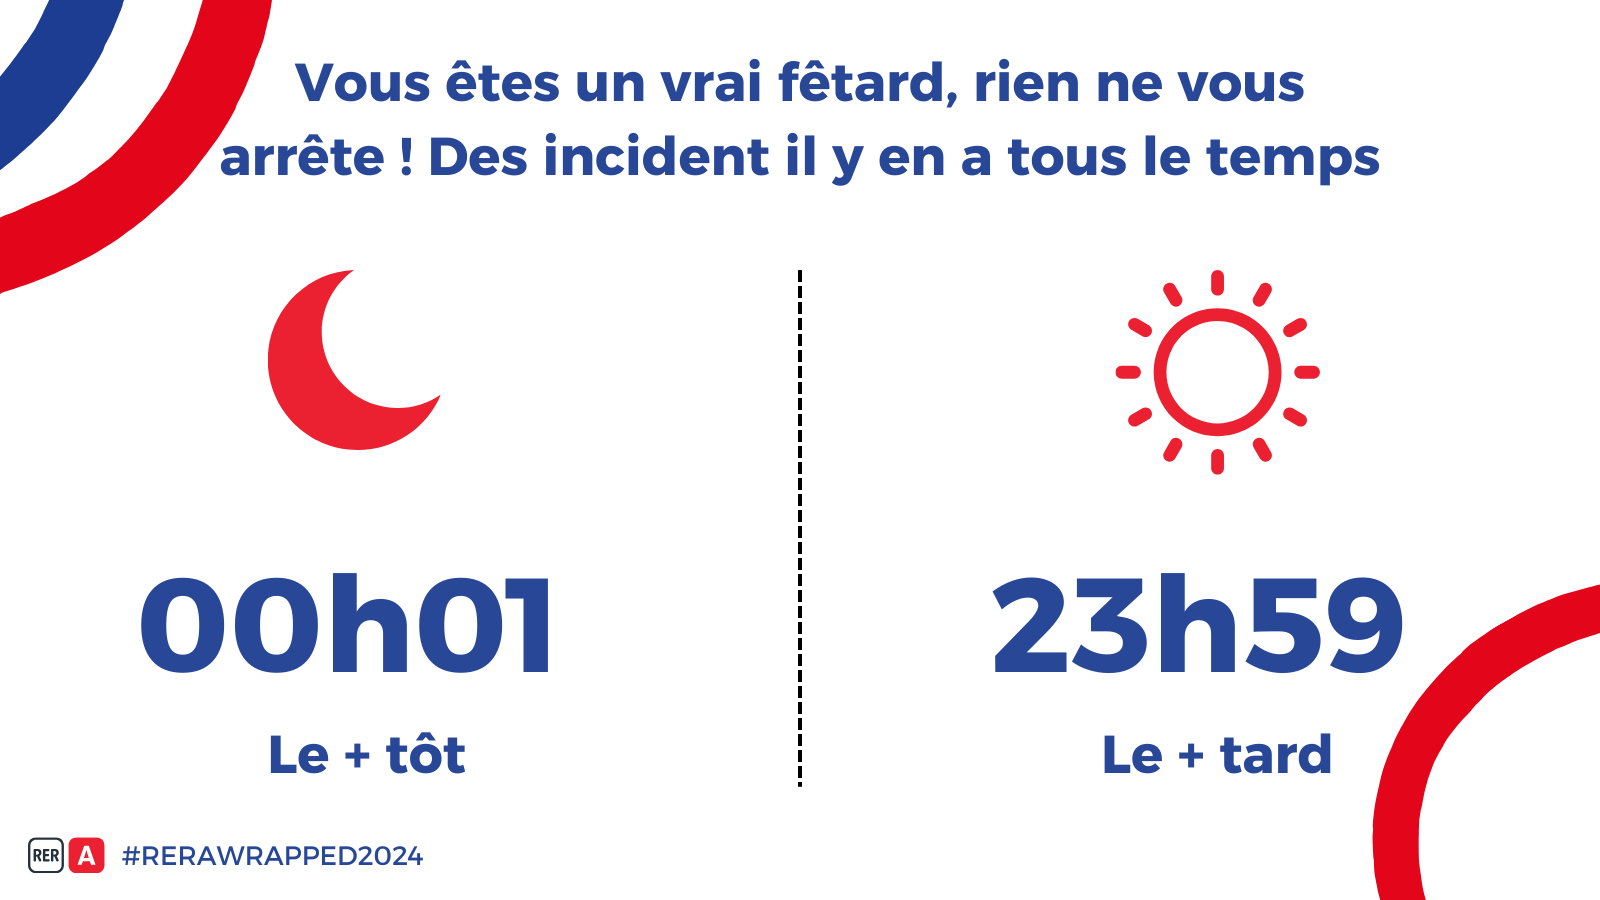 Vous êtes un vrai fêtard, rien ne vous
arrête ! Des incident il y en a tous le temps
00h01
23h59
Le + tôt
Le + tard
RER A #RERAWRAPPED2024